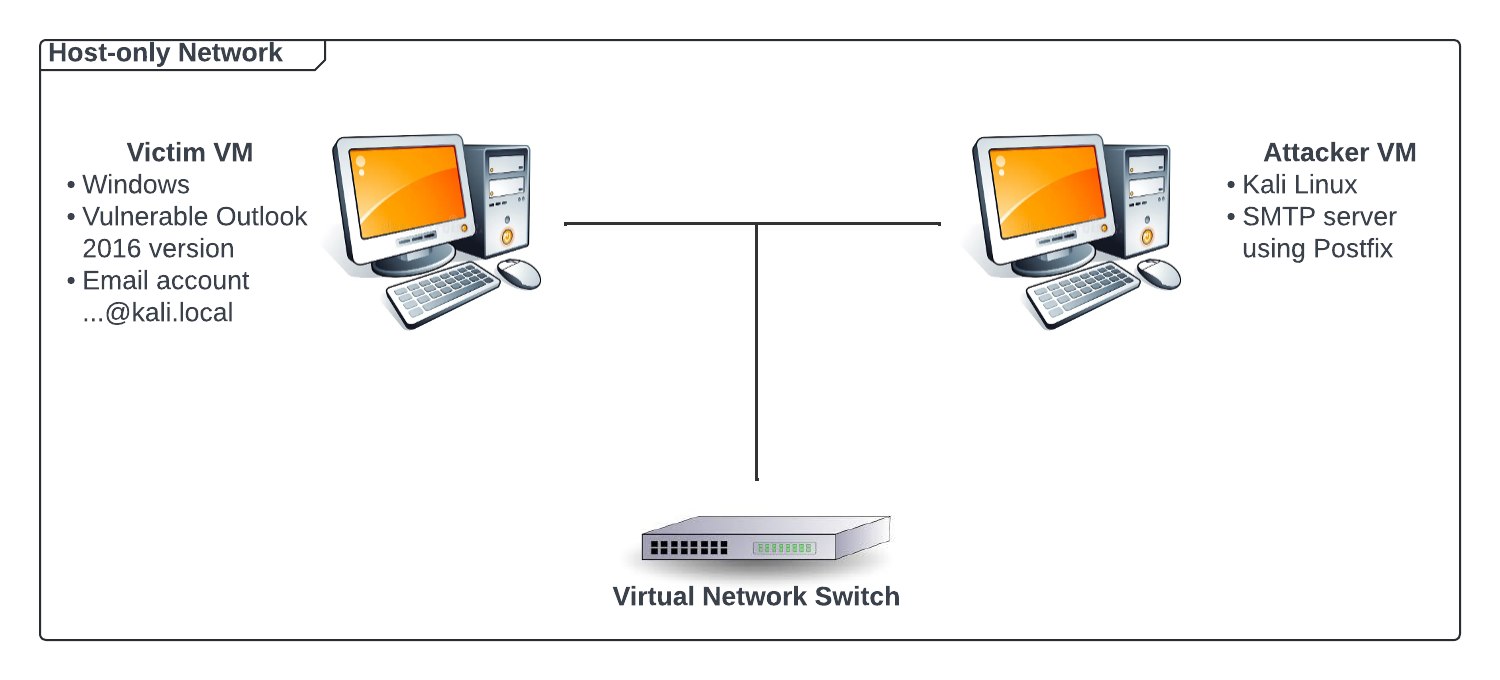 Host-only Network
Victim VM
• Windows
• Vulnerable Outlook
2016 version
• Email account
...@kali.local
Attacker VM
• Kali Linux
• SMTP server
using Postfix
Virtual Network Switch